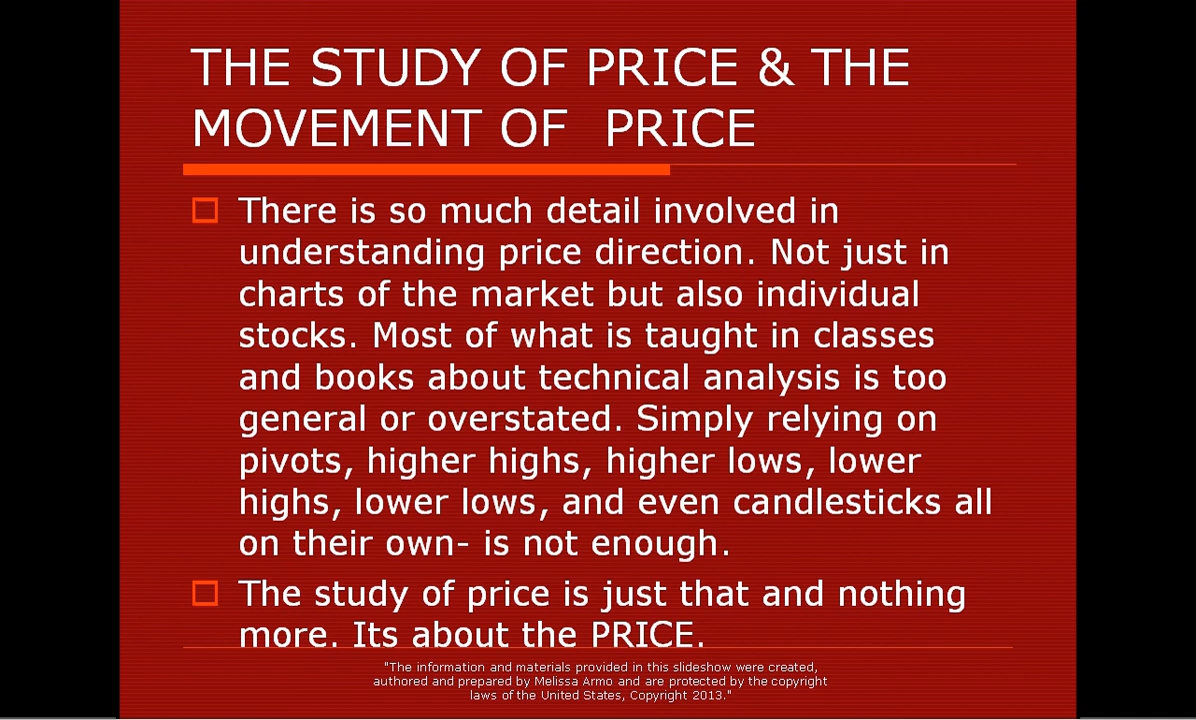 THE STUDY OF PRICE & THE
MOVEMENT OF PRICE
There is so much detail involved in
understanding price direction. Not just in
charts of the market but also individual
stocks. Most of what is taught in classes
and books about technical analysis is too
general or overstated. Simply relying on
pivots, higher highs, higher lows, lower
highs, lower lows, and even candlesticks all
on their own- is not enough.
The study of price is just that and nothing
more. Its about the PRICE.
"The information and materials provided in this slideshow were created,
authored and prepared by Melissa Armo and are protected by the copyright
laws of the United States, Copyright 2013."